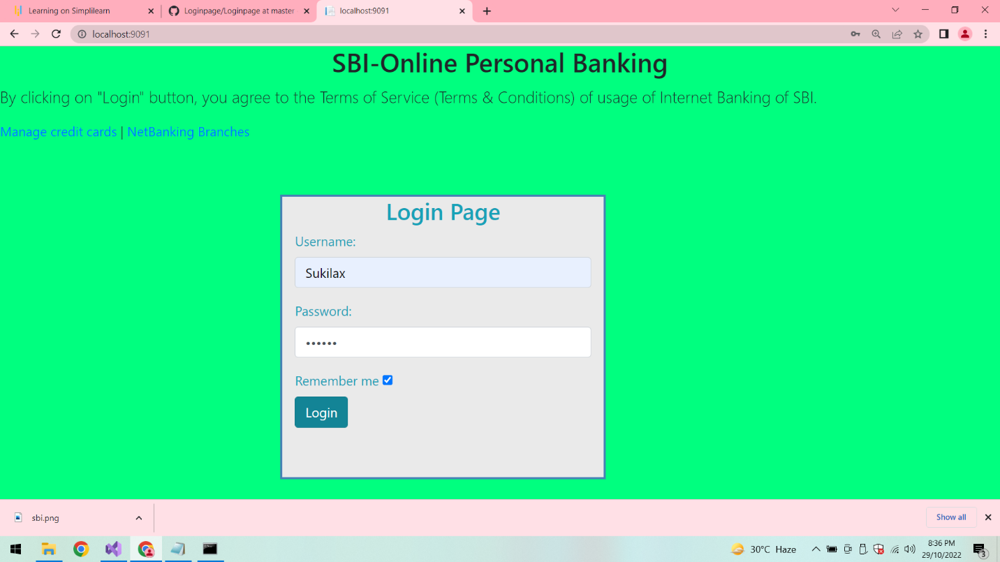 Learning on Simplilearn
Loginpage/Loginpage at master
localhost:9091
localhost:9091
SBI-Online Personal Banking
By clicking on "Login" button, you agree to the Terms of Service (Terms & Conditions) of usage of Internet Banking of SBI.
Manage credit cards | NetBanking Branches
Login Page
Username:
Sukilax
Password:
••••••
Remember me
Login
sbi.png
Show all
30°C Haze
8:36 PM
29/10/2022
3